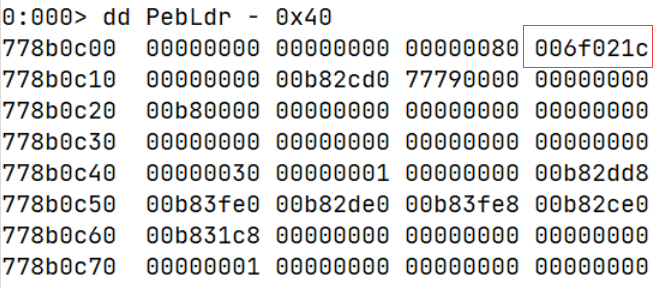 0:000> dd PebLdr - 0x40
778b0c00  00000000 00000000 00000080 006f021c
778b0c10  00000000 00b82cd0 77790000 00000000
778b0c20  00b80000 00000000 00000000 00000000
778b0c30  00000000 00000000 00000000 00000000
778b0c40  00000030 00000001 00000000 00b82dd8
778b0c50  00b83fe0 00b82de0 00b83fe8 00b82ce0
778b0c60  00b831c8 00000000 00000000 00000000
778b0c70  00000001 00000000 00000000 00000000